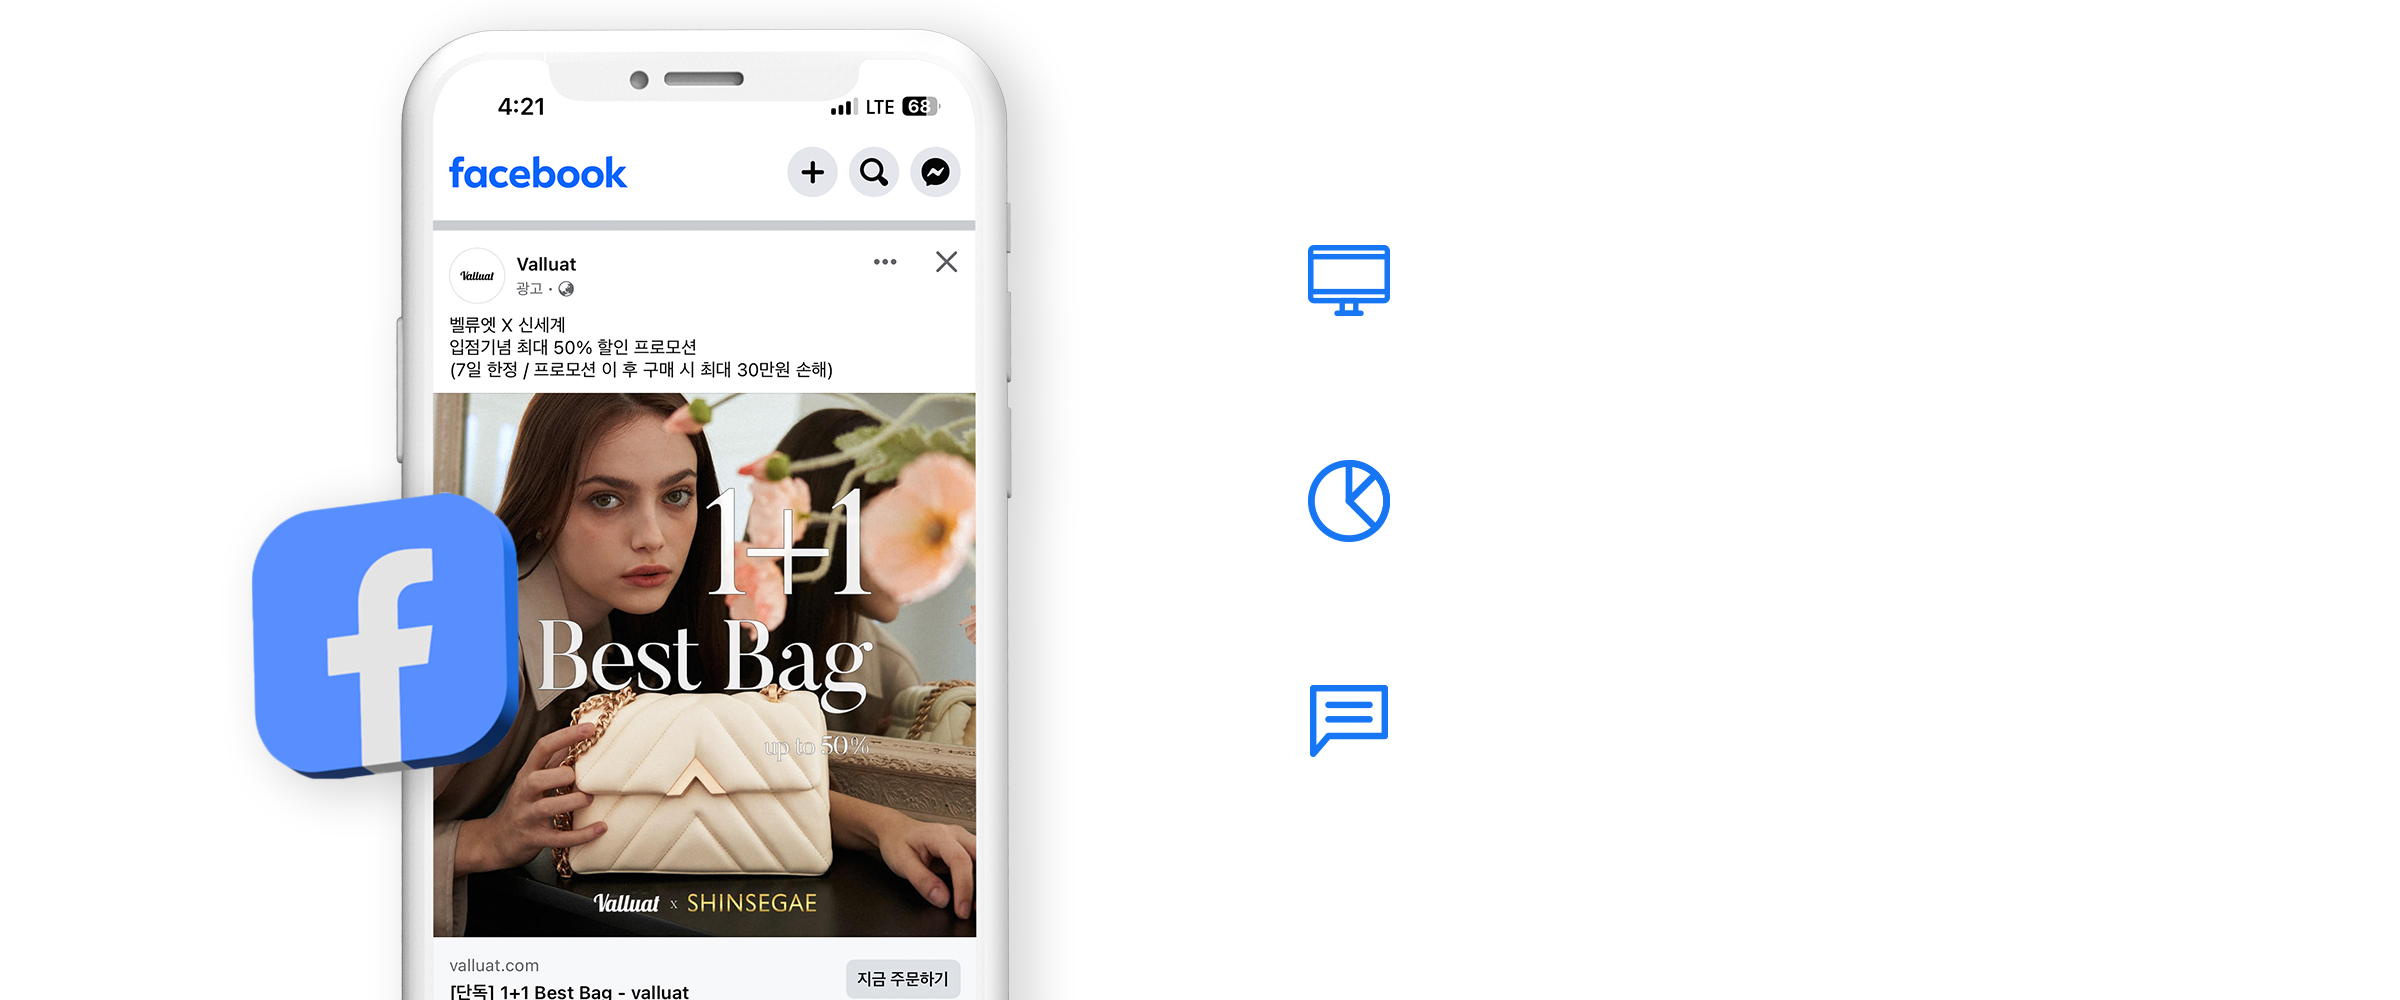 4:21
LTE 68
facebook
Valluat
Valluat
광고 ·
벨류엣 X 신세계
입점기념 최대 50% 할인 프로모션
(7일 한정 / 프로모션 이 후 구매 시 최대 30만원 손해)
1+1
Best Bag
up to 50%
Valluat x SHINSEGAE
valluat.com
지금 주문하기
[단독] 1+1 Best Bag - valluat